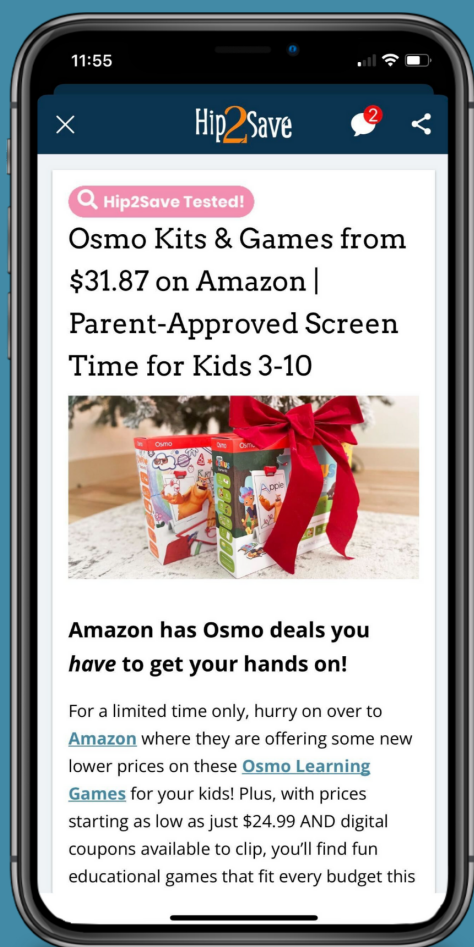 11:55
Hip2Save
2
Hip2Save Tested!
Osmo Kits & Games from
$31.87 on Amazon |
Parent-Approved Screen
Time for Kids 3-10
Osmo
Osmo
Osmo
Apple
Amazon has Osmo deals you
have to get your hands on!
For a limited time only, hurry on over to
Amazon where they are offering some new
lower prices on these Osmo Learning
Games for your kids! Plus, with prices
starting as low as just $24.99 AND digital
coupons available to clip, you’ll find fun
educational games that fit every budget this